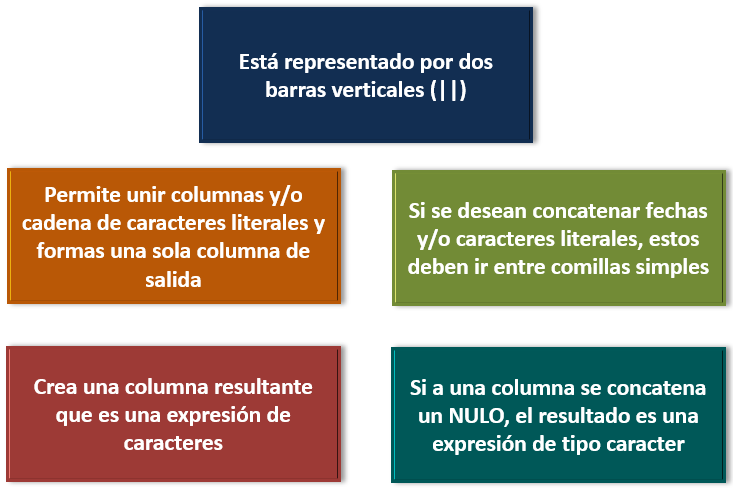 Está representado por dos
barras verticales (||)
Permite unir columnas y/o
cadena de caracteres literales y
formas una sola columna de
salida
Si se desean concatenar fechas
y/o caracteres literales, estos
deben ir entre comillas simples
Crea una columna resultante
que es una expresión de
caracteres
Si a una columna se concatena
un NULO, el resultado es una
expresión de tipo caracter